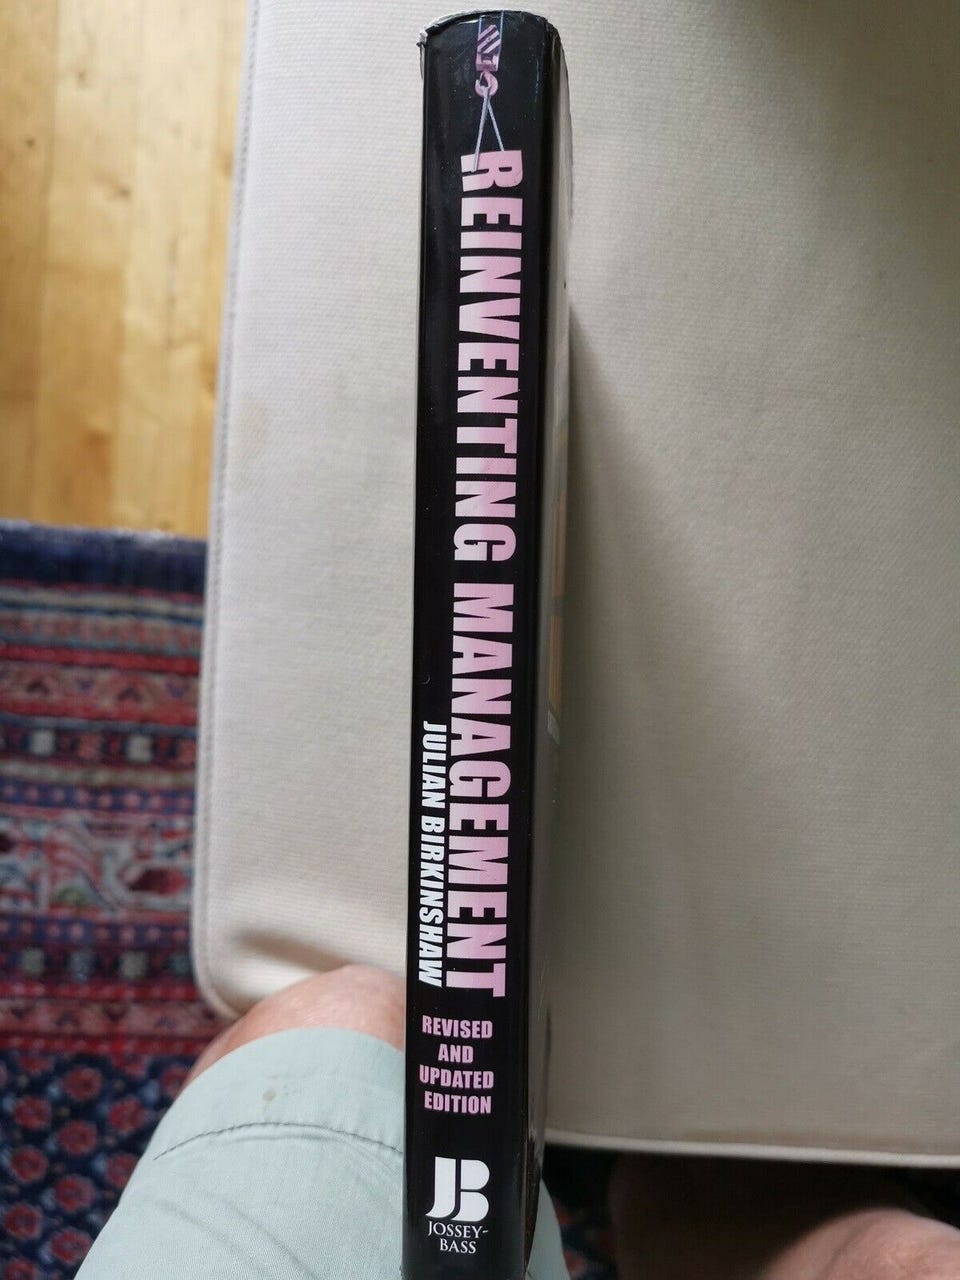 REINVENTING MANAGEMENT
JULIAN BIRKINSHAW
REVISED
AND
UPDATED
EDITION
JB
JOSSEY-
BASS